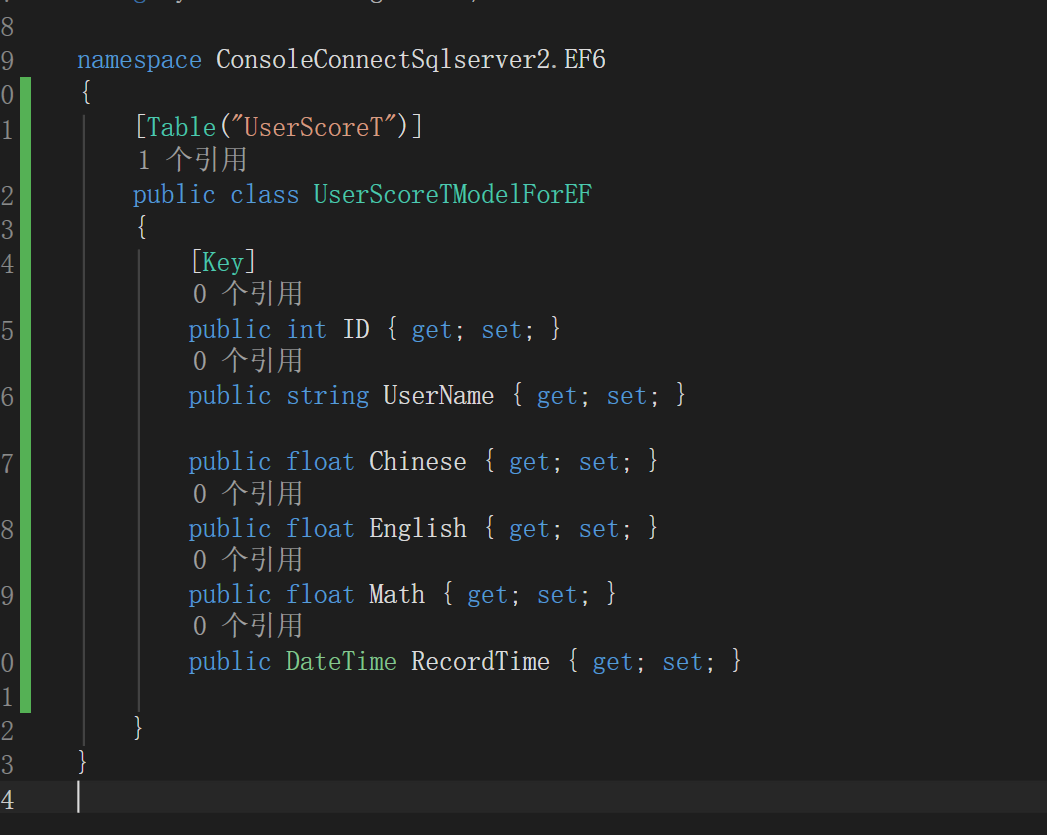 8
9 namespace ConsoleConnectSqlserver2.EF6
0 {
1 [Table("UserScoreT")]
1 个引用
2 public class UserScoreTModelForEF
3 {
4 [Key]
0 个引用
5 public int ID { get; set; }
0 个引用
6 public string UserName { get; set; }
7 public float Chinese { get; set; }
0 个引用
8 public float English { get; set; }
0 个引用
9 public float Math { get; set; }
0 个引用
0 public DateTime RecordTime { get; set; }
1
2 }
3 }
4